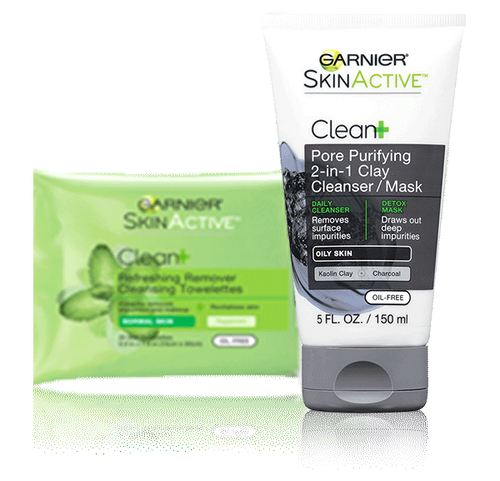 GARNIER
SKINACTIVE™
Clean+
Refreshing Remover
Cleansing Towelettes
NORMAL SKIN
OIL-FREE
GARNIER®
SKINACTIVE™
Clean+
Pore Purifying
2-in-1 Clay
Cleanser / Mask
DAILY
CLEANSER
Removes
surface
impurities
DETOX
MASK
Draws out
deep
impurities
OILY SKIN
Kaolin Clay + Charcoal
OIL-FREE
5 FL. OZ. / 150 ml